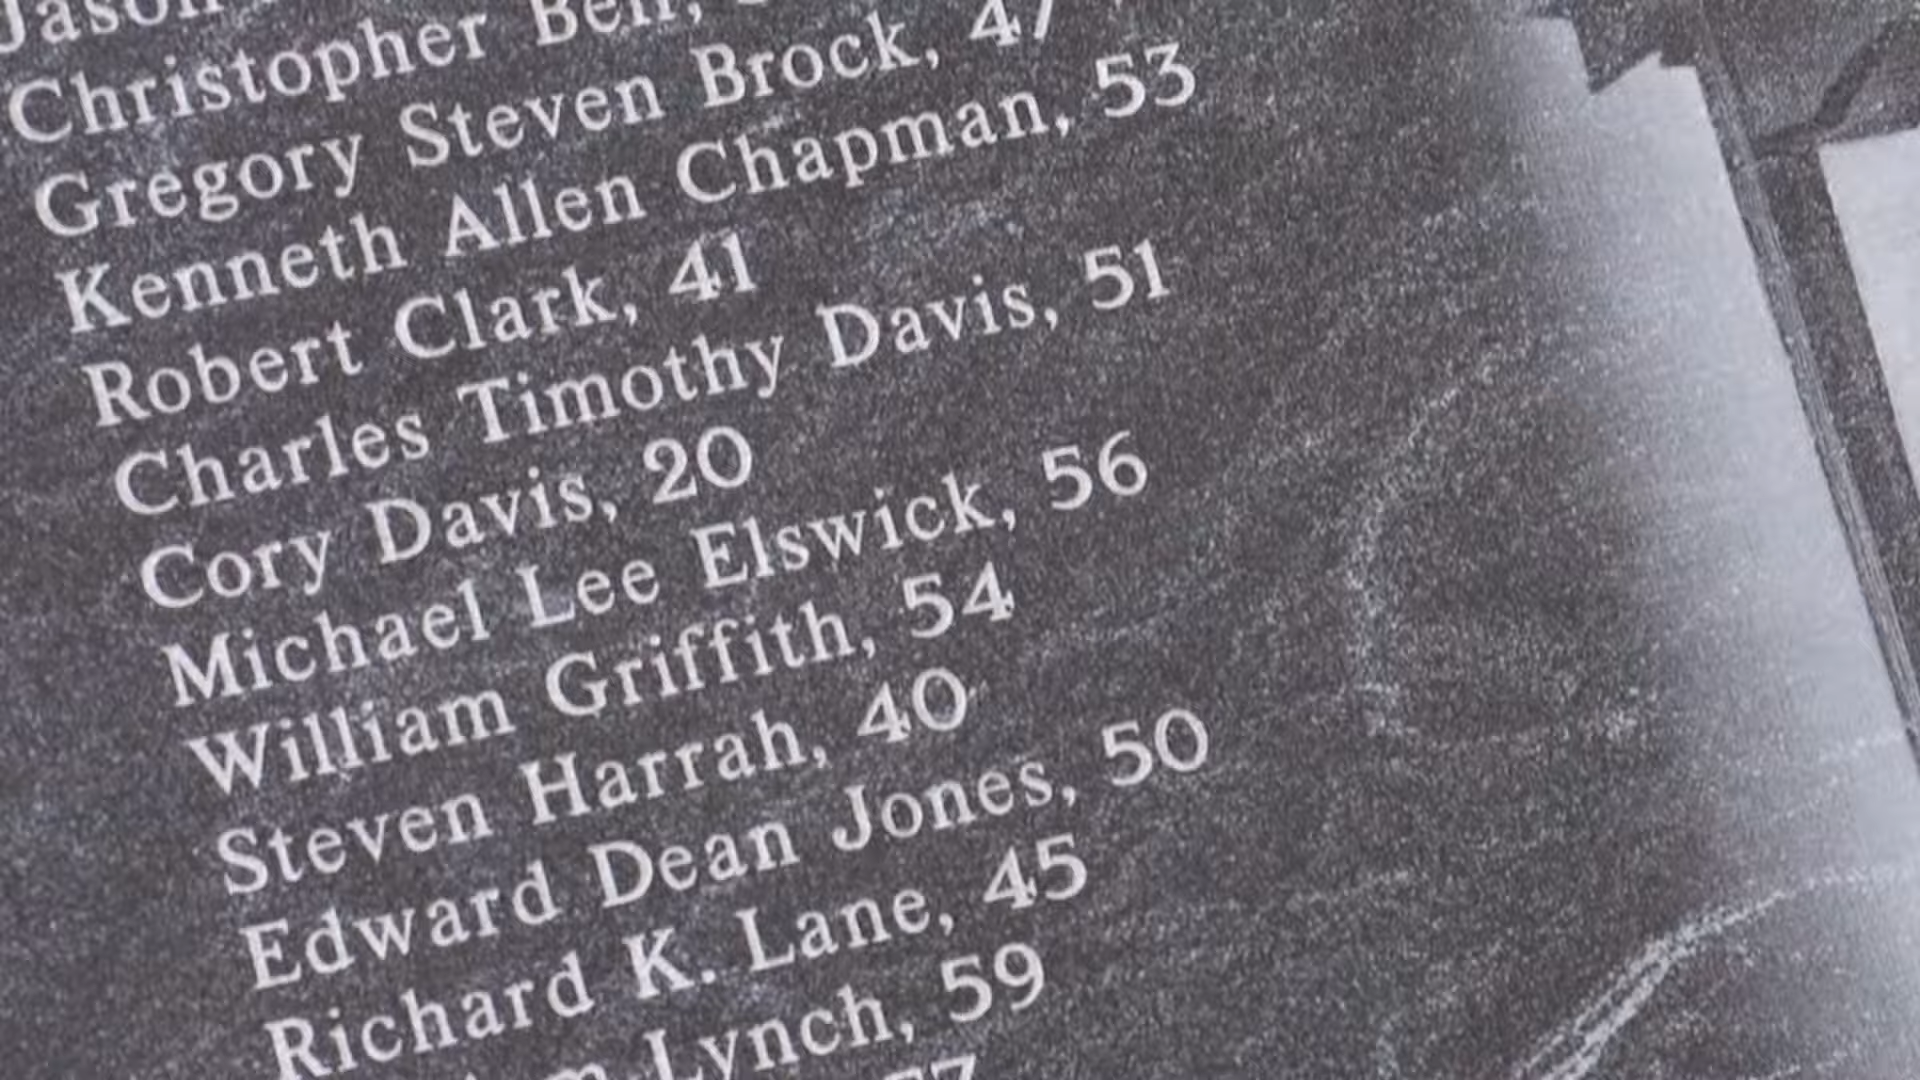 Jason
Christopher Bell,
Gregory Steven Brock, 47
Kenneth Allen Chapman, 53
Robert Clark, 41
Charles Timothy Davis, 51
Cory Davis, 20
Michael Lee Elswick, 56
William Griffith, 54
Steven Harrah, 40
Edward Dean Jones, 50
Richard K. Lane, 45
Lynch, 59